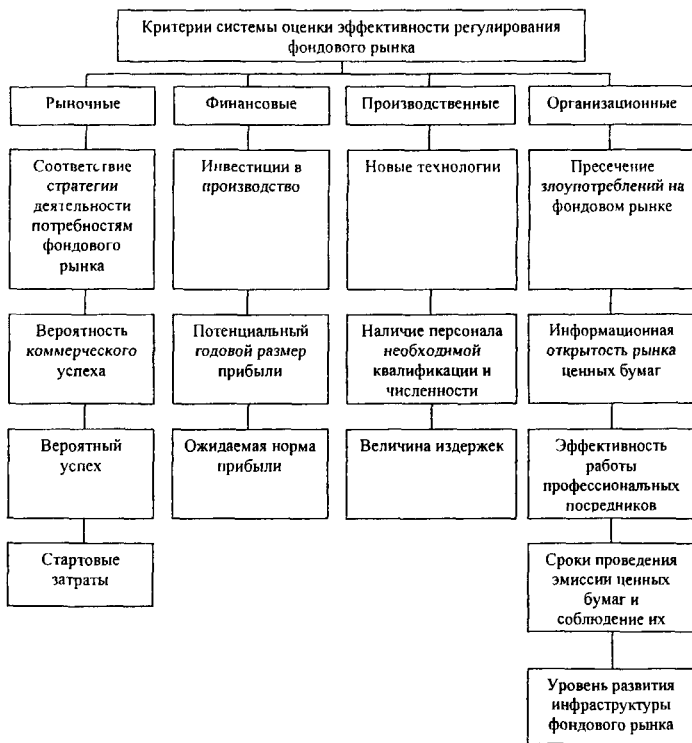 Критерии системы оценки эффективности регулирования
фондового рынка
Рыночные
Финансовые
Производственные
Организационные
Соответствие
стратегии
деятельности
потребностям
фондового
рынка
Инвестиции в
производство
Новые технологии
Пресечение
злоупотреблений на
фондовом рынке
Вероятность
коммерческого
успеха
Потенциальный
годовой размер
прибыли
Наличие персонала
необходимой
квалификации и
численности
Информационная
открытость рынка
ценных бумаг
Вероятный
успех
Ожидаемая норма
прибыли
Величина издержек
Эффективность
работы
профессиональных
посредников
Стартовые
затраты
Сроки проведения
эмиссии ценных
бумаг и
соблюдение их
Уровень развития
инфраструктуры
фондового рынка